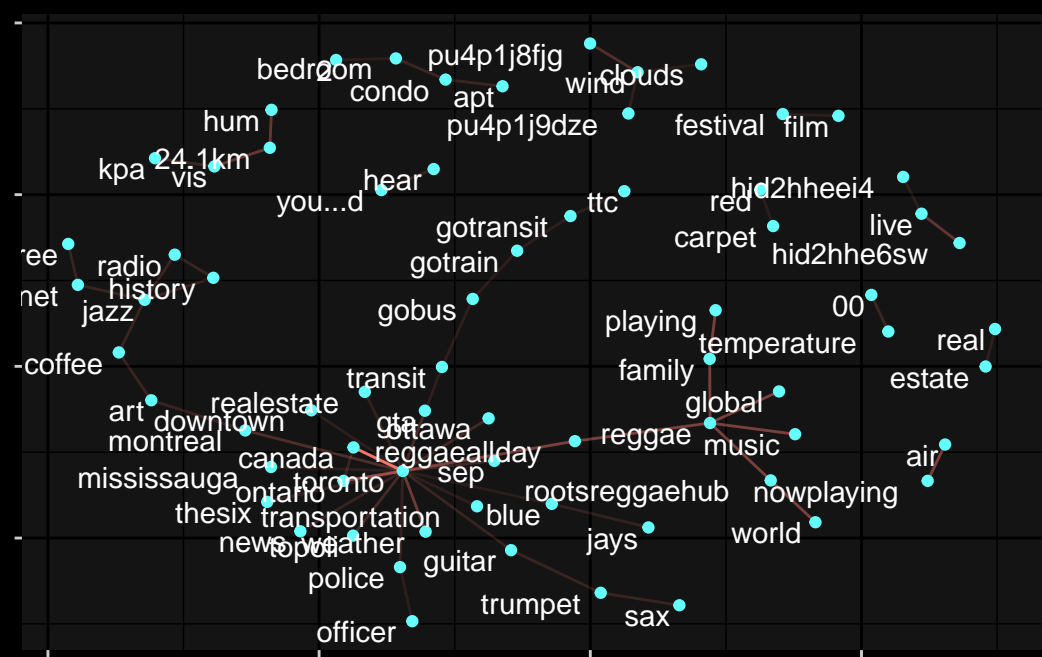 pu4p1j8fjg
bedroom
2
wind
clouds
condo
apt
hum
pu4p1j9dze
festival
film
kpa
24.1km
vis
hear
you...d
ttc
red
hid2hheei4
gotransit
carpet
live
ree
radio
gotrain
hid2hhe6sw
net
history
jazz
gobus
00
playing
temperature
real
coffee
family
transit
estate
art
realestate
global
downtown
gta
ottawa
montreal
reggae
music
canada
reggaeallday
air
mississauga
toronto
sep
ontario
rootsreggaehub
nowplaying
thesix
transportation
blue
news
topoli
weather
jays
world
police
guitar
trumpet
officer
sax